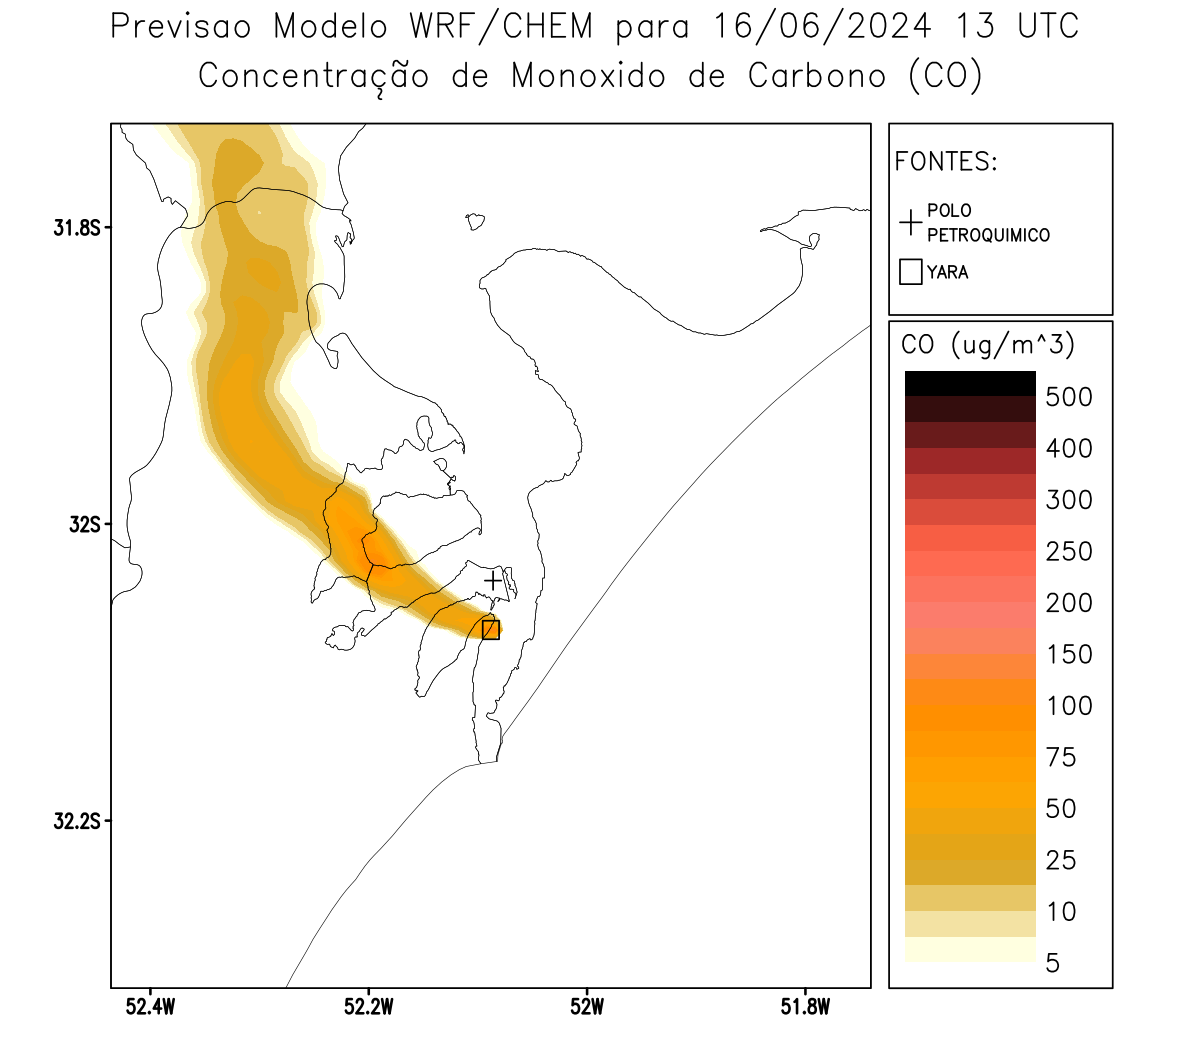 Previsao Modelo WRF/CHEM para 16/06/2024 13 UTC
Concentração de Monoxido de Carbono (CO)
FONTES:
POLO
PETROQUIMICO
YARA
CO (ug/m^3)
500
400
300
250
200
150
100
75
50
25
10
5
31.8S
32S
32.2S
52.4W
52.2W
52W
51.8W